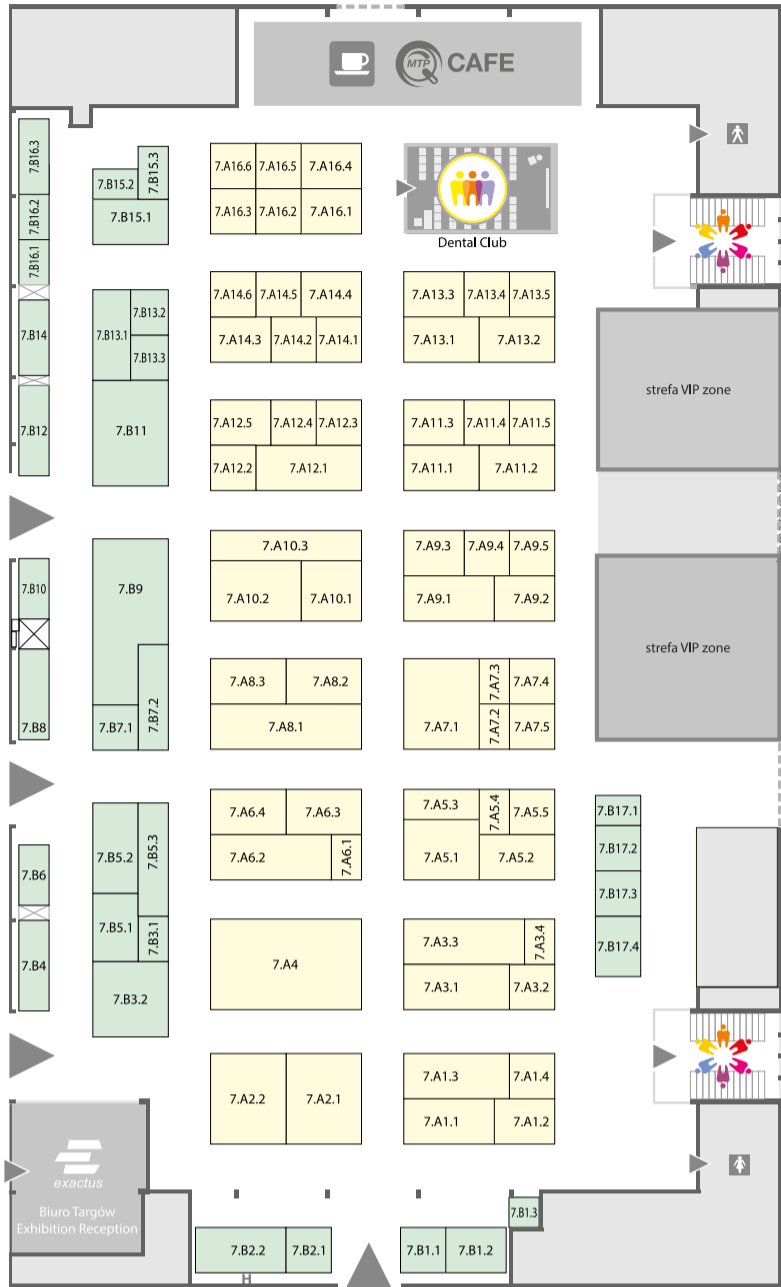 MTP
CAFE
7.B16.3
7.B16.2
7.B16.1
7.B14
7.B12
7.B15.3
7.B15.2
7.B15.1
7.A16.6
7.A16.5
7.A16.4
7.A16.3
7.A16.2
7.A16.1
Dental Club
7.B13.1
7.B13.2
7.B13.3
7.B11
7.A14.6
7.A14.5
7.A14.4
7.A14.3
7.A14.2
7.A14.1
7.A13.3
7.A13.4
7.A13.5
7.A13.1
7.A13.2
strefa VIP zone
7.A12.5
7.A12.4
7.A12.3
7.A12.2
7.A12.1
7.A11.3
7.A11.4
7.A11.5
7.A11.1
7.A11.2
7.B10
7.B8
7.B9
7.B7.2
7.B7.1
7.A10.3
7.A10.2
7.A10.1
7.A9.3
7.A9.4
7.A9.5
7.A9.1
7.A9.2
strefa VIP zone
7.A8.3
7.A8.2
7.A8.1
7.A7.1
7.A7.3
7.A7.2
7.A7.4
7.A7.5
7.B6
7.B4
7.B5.2
7.B5.3
7.B5.1
7.B3.1
7.B3.2
7.A6.4
7.A6.3
7.A6.2
7.A6.1
7.A5.3
7.A5.4
7.A5.5
7.A5.1
7.A5.2
7.B17.1
7.B17.2
7.B17.3
7.B17.4
7.A4
7.A3.3
7.A3.4
7.A3.1
7.A3.2
7.A2.2
7.A2.1
7.A1.3
7.A1.4
7.A1.1
7.A1.2
exactus
Biuro Targów
Exhibition Reception
7.B2.2
7.B2.1
7.B1.1
7.B1.2
7.B1.3